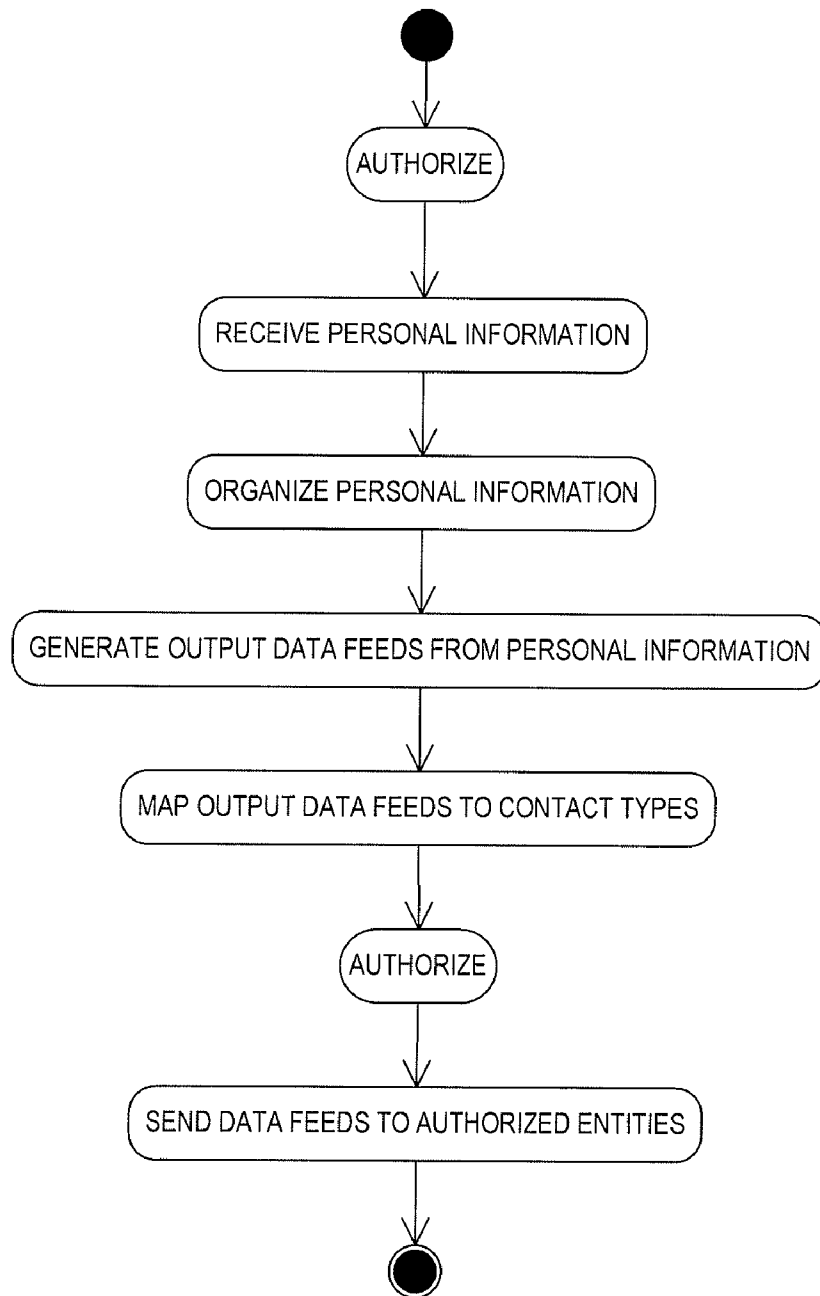 AUTHORIZE
RECEIVE PERSONAL INFORMATION
ORGANIZE PERSONAL INFORMATION
GENERATE OUTPUT DATA FEEDS FROM PERSONAL INFORMATION
MAP OUTPUT DATA FEEDS TO CONTACT TYPES
AUTHORIZE
SEND DATA FEEDS TO AUTHORIZED ENTITIES